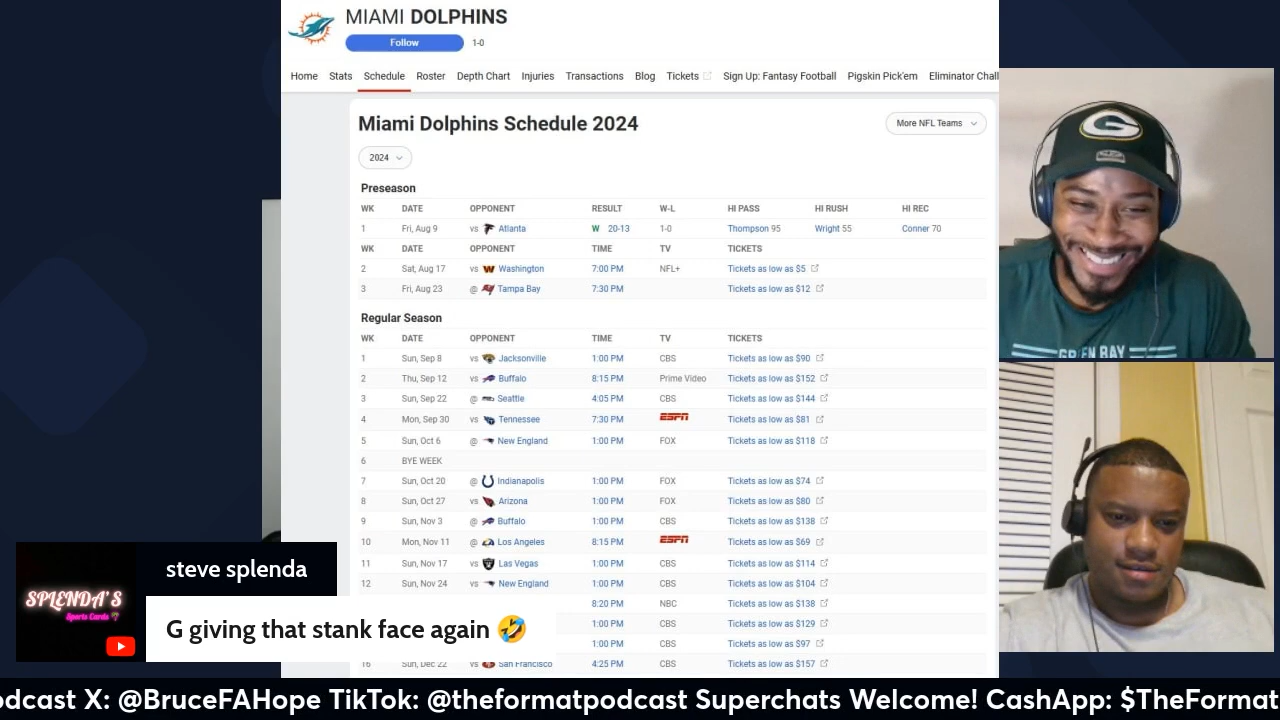 MIAMI DOLPHINS
Follow 1-0
Home Stats Schedule Roster Depth Chart Injuries Transactions Blog Tickets Sign Up: Fantasy Football Pigskin Pick'em Eliminator Chall
Miami Dolphins Schedule 2024
More NFL Teams
2024
Preseason
WK DATE OPPONENT RESULT W-L HI PASS HI RUSH HI REC
1 Fri, Aug 9 vs Atlanta W 20-13 1-0 Thompson 95 Wright 55 Conner 70
WK DATE OPPONENT TIME TV TICKETS
2 Sat, Aug 17 vs Washington 7:00 PM NFL+ Tickets as low as $5
3 Fri, Aug 23 @ Tampa Bay 7:30 PM Tickets as low as $12
Regular Season
WK DATE OPPONENT TIME TV TICKETS
1 Sun, Sep 8 vs Jacksonville 1:00 PM CBS Tickets as low as $90
2 Thu, Sep 12 vs Buffalo 8:15 PM Prime Video Tickets as low as $152
3 Sun, Sep 22 @ Seattle 4:05 PM CBS Tickets as low as $144
4 Mon, Sep 30 vs Tennessee 7:30 PM ESPN Tickets as low as $81
5 Sun, Oct 6 @ New England 1:00 PM FOX Tickets as low as $118
6 BYE WEEK
7 Sun, Oct 20 @ Indianapolis 1:00 PM FOX Tickets as low as $74
8 Sun, Oct 27 vs Arizona 1:00 PM FOX Tickets as low as $80
9 Sun, Nov 3 @ Buffalo 1:00 PM CBS Tickets as low as $138
10 Mon, Nov 11 @ Los Angeles 8:15 PM ESPN Tickets as low as $69
11 Sun, Nov 17 vs Las Vegas 1:00 PM CBS Tickets as low as $114
12 Sun, Nov 24 vs New England 1:00 PM CBS Tickets as low as $104
8:20 PM NBC Tickets as low as $138
1:00 PM CBS Tickets as low as $129
1:00 PM CBS Tickets as low as $97
16 Sun, Dec 22 vs San Francisco 4:25 PM CBS Tickets as low as $157
G
GREEN BAY
steve splenda
SPLENDA'S
Sports Cards
G giving that stank face again 🤣
odcast X: @BruceFAHope TikTok: @theformatpodcast Superchats Welcome! CashApp: $TheFormat